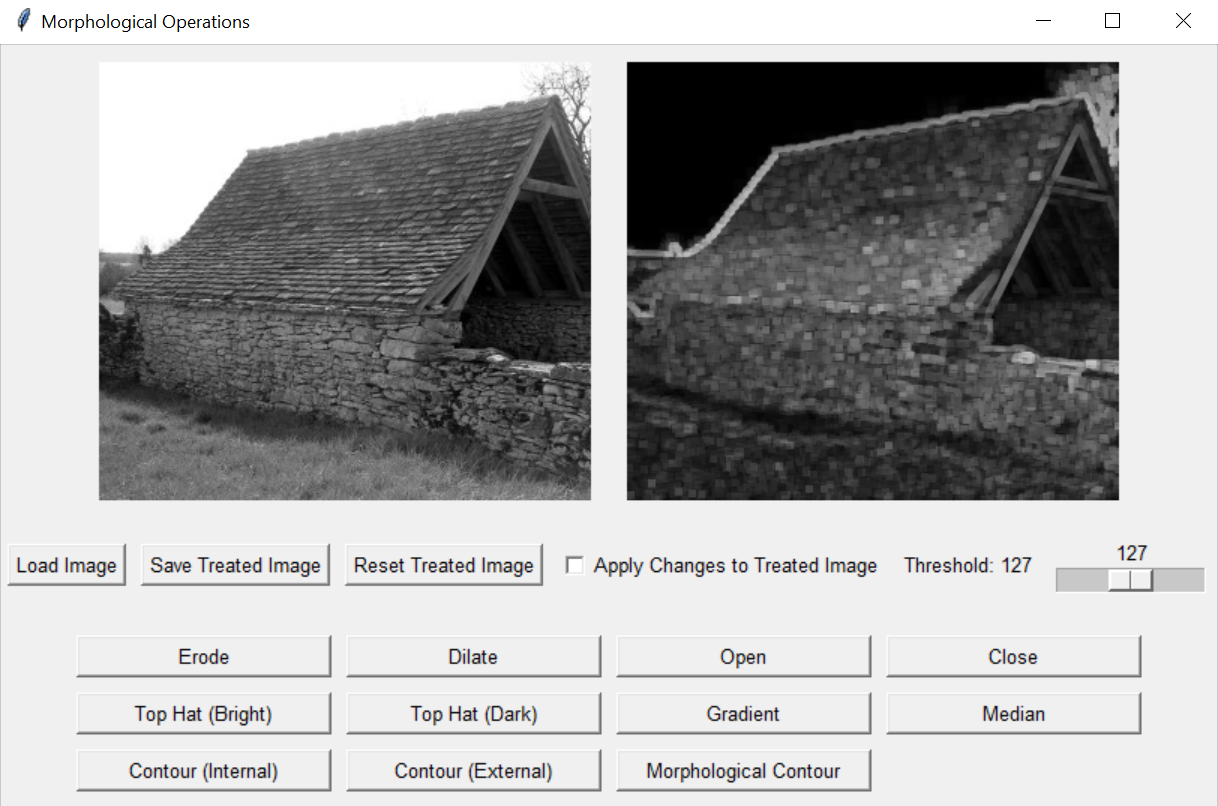 Morphological Operations
Load Image Save Treated Image Reset Treated Image Apply Changes to Treated Image Threshold: 127 127
Erode Dilate Open Close
Top Hat (Bright) Top Hat (Dark) Gradient Median
Contour (Internal) Contour (External) Morphological Contour